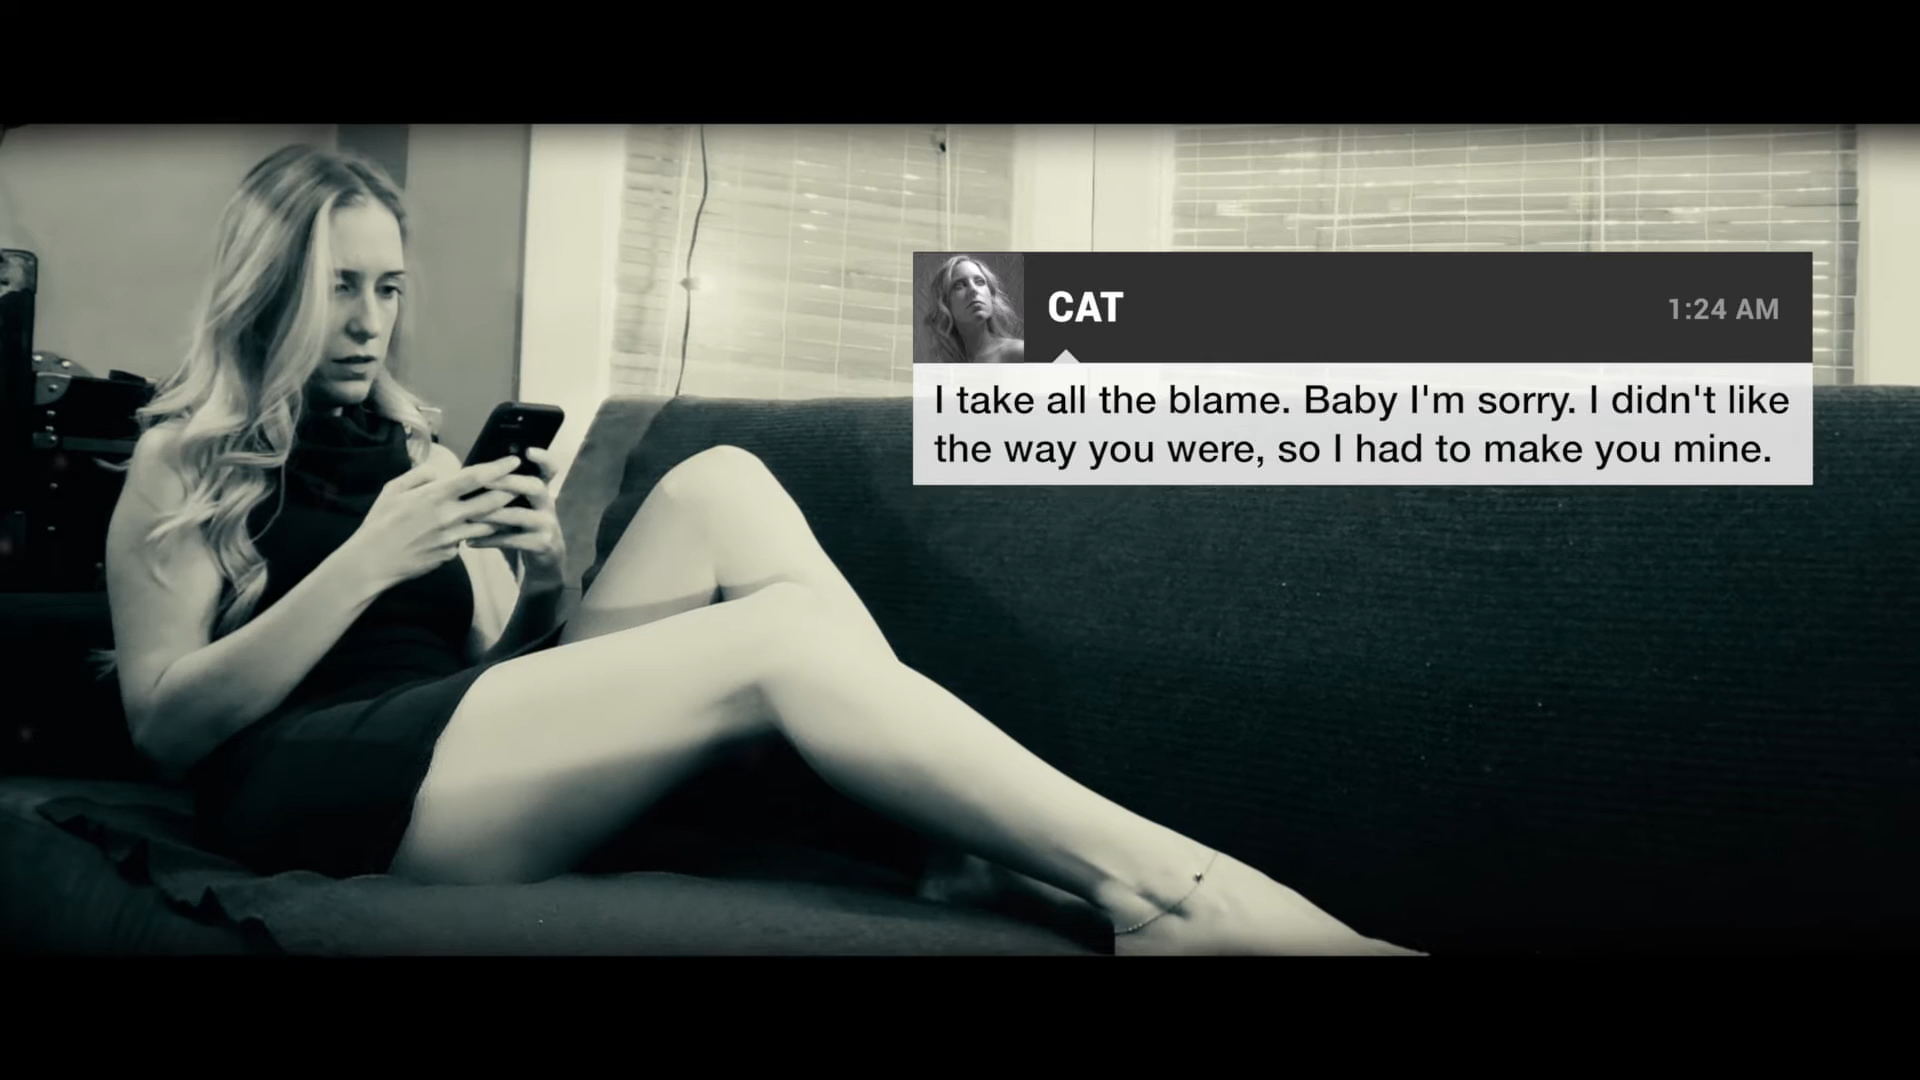 CAT
1:24 AM
I take all the blame. Baby I'm sorry. I didn't like
the way you were, so I had to make you mine.